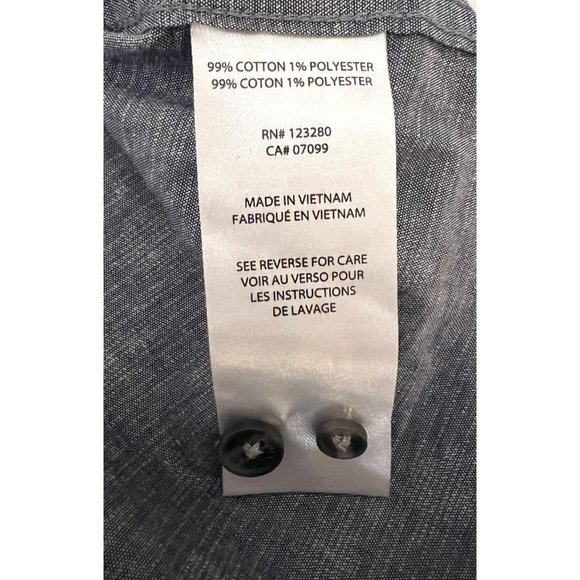 99% COTTON 1% POLYESTER
99% COTON 1% POLYESTER
RN# 123280
CA# 07099
MADE IN VIETNAM
FABRIQUÉ EN VIETNAM
SEE REVERSE FOR CARE
VOIR AU VERSO POUR
LES INSTRUCTIONS
DE LAVAGE